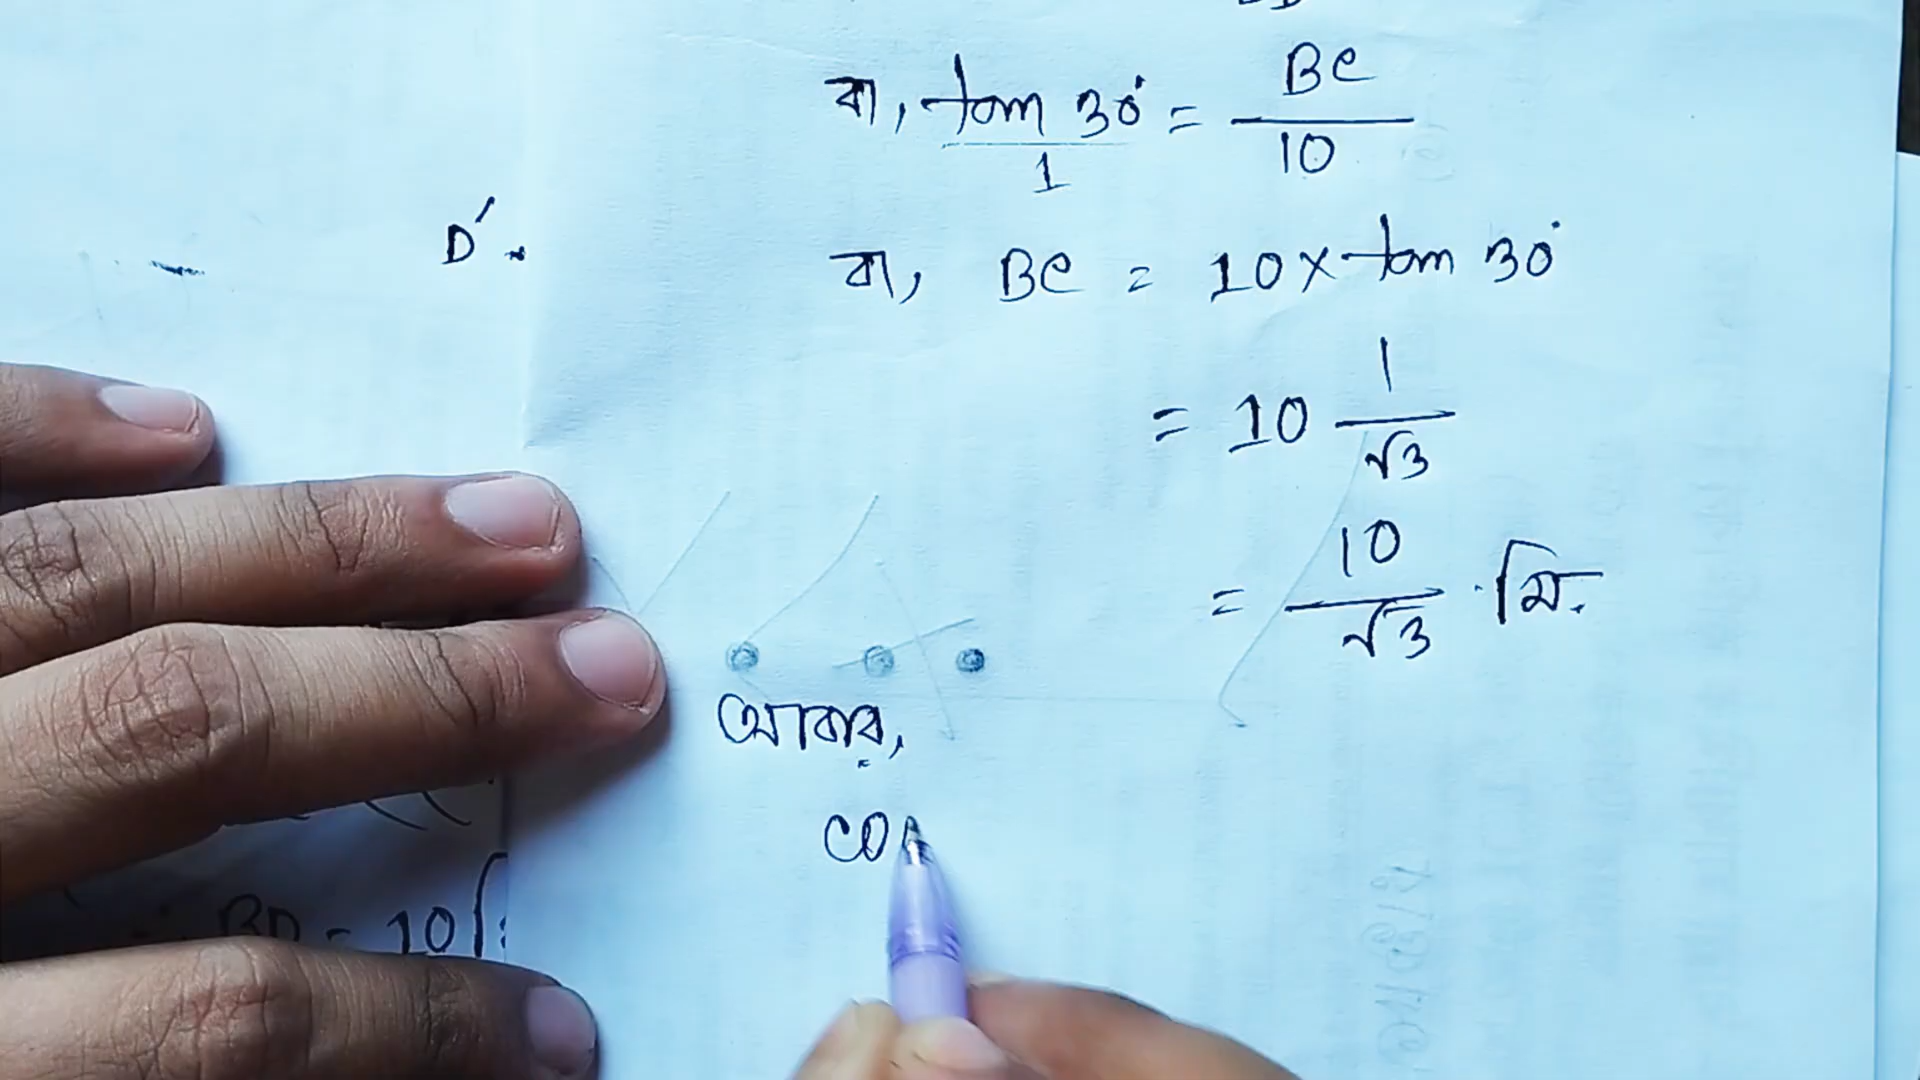 বা, tan 30° = BC / 10
1
D′.
বা, BC = 10 × tan 30°
= 10 1/√3
= 10/√3 মি.
আবার,
co
BD = 10